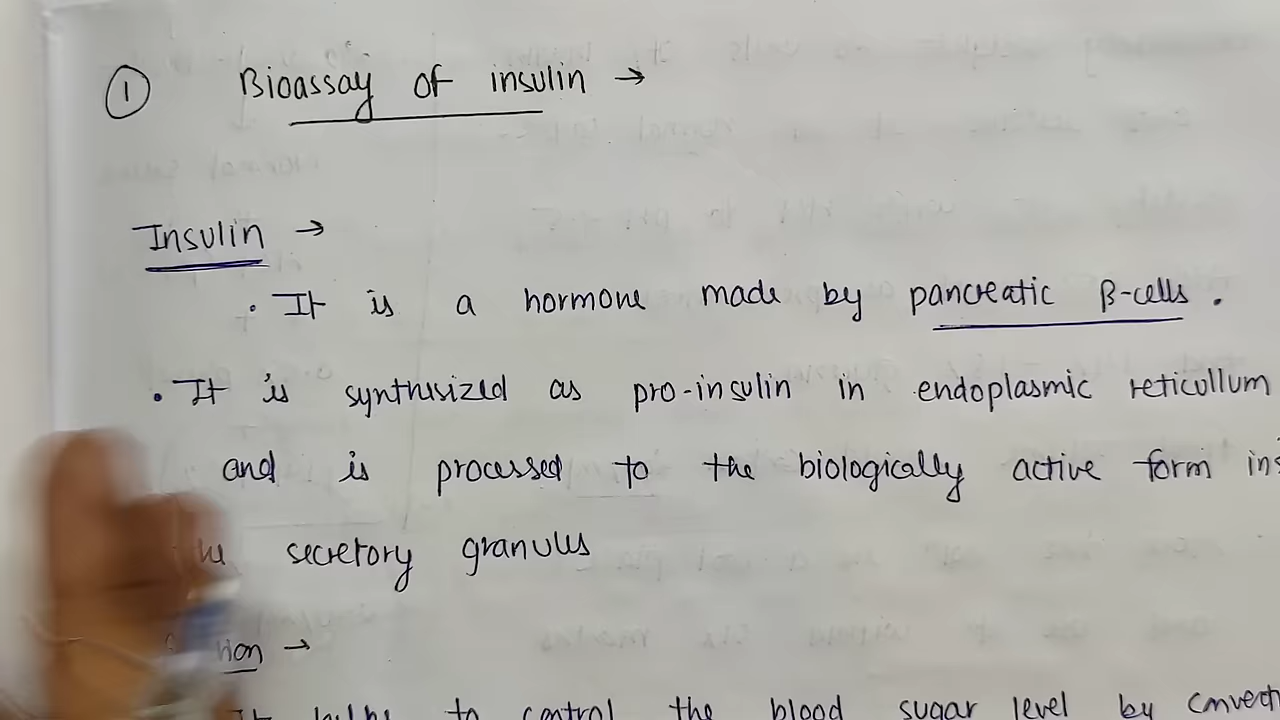 1 Bioassay of insulin →
Insulin →
• It is a hormone made by pancreatic β-cells .
• It is synthesized as pro-insulin in endoplasmic reticullum
and is processed to the biologically active form
secretory granules
→
to control the blood sugar level by